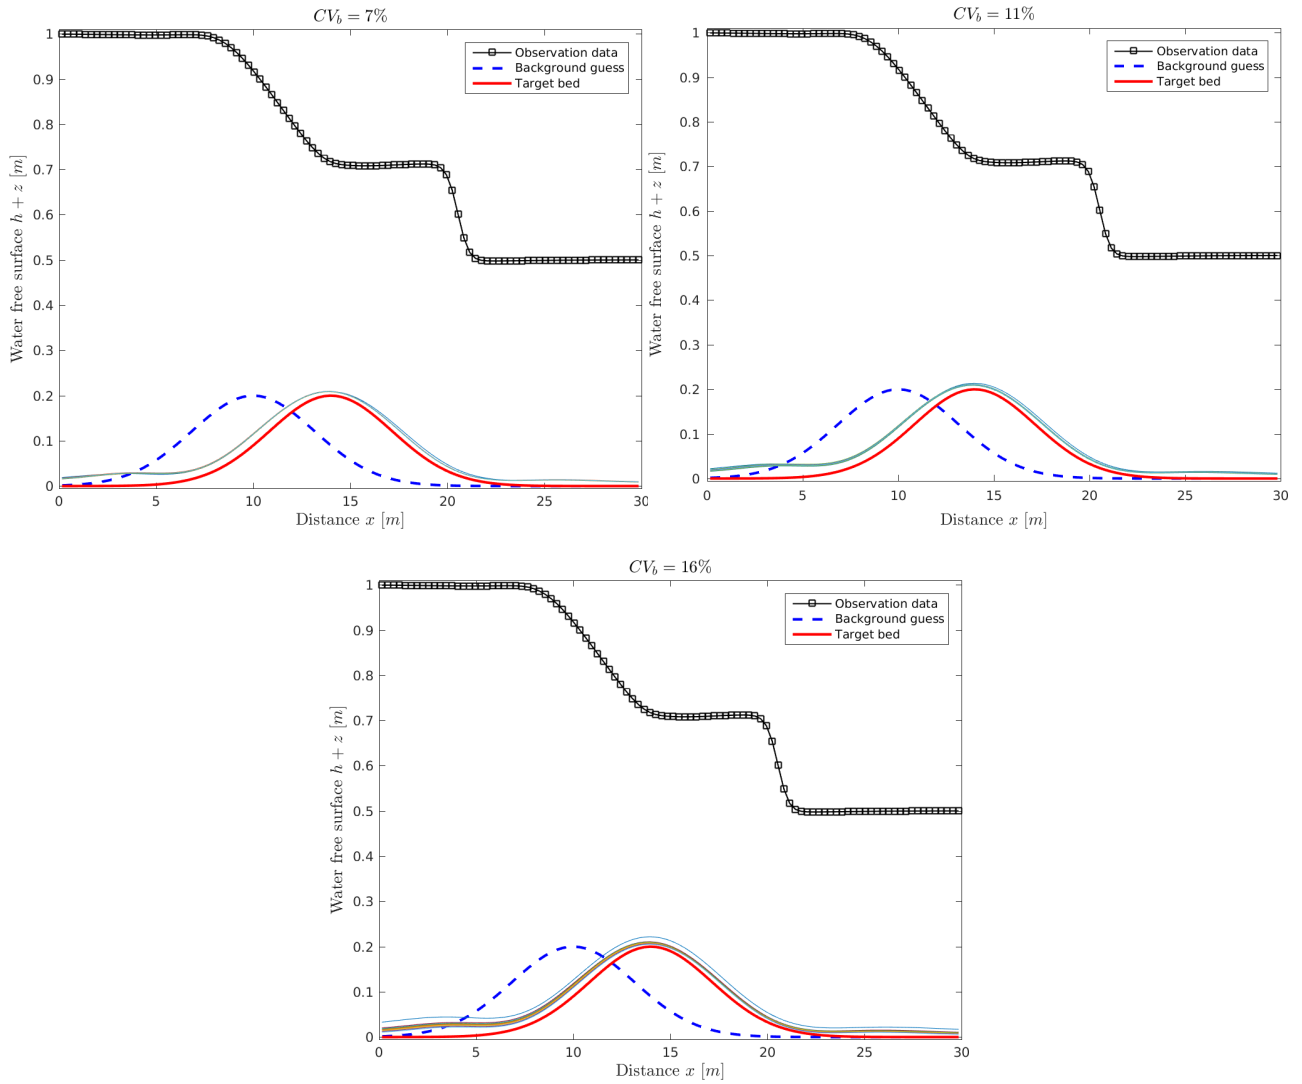 CV_b = 7%
1
0.9
0.8
0.7
0.6
0.5
0.4
0.3
0.2
0.1
0
Water free surface h + z [m]
Observation data
Background guess
Target bed
0 5 10 15 20 25 30
Distance x [m]
CV_b = 11%
1
0.9
0.8
0.7
0.6
0.5
0.4
0.3
0.2
0.1
0
Water free surface h + z [m]
Observation data
Background guess
Target bed
0 5 10 15 20 25 30
Distance x [m]
CV_b = 16%
1
0.9
0.8
0.7
0.6
0.5
0.4
0.3
0.2
0.1
0
Water free surface h + z [m]
Observation data
Background guess
Target bed
0 5 10 15 20 25 30
Distance x [m]